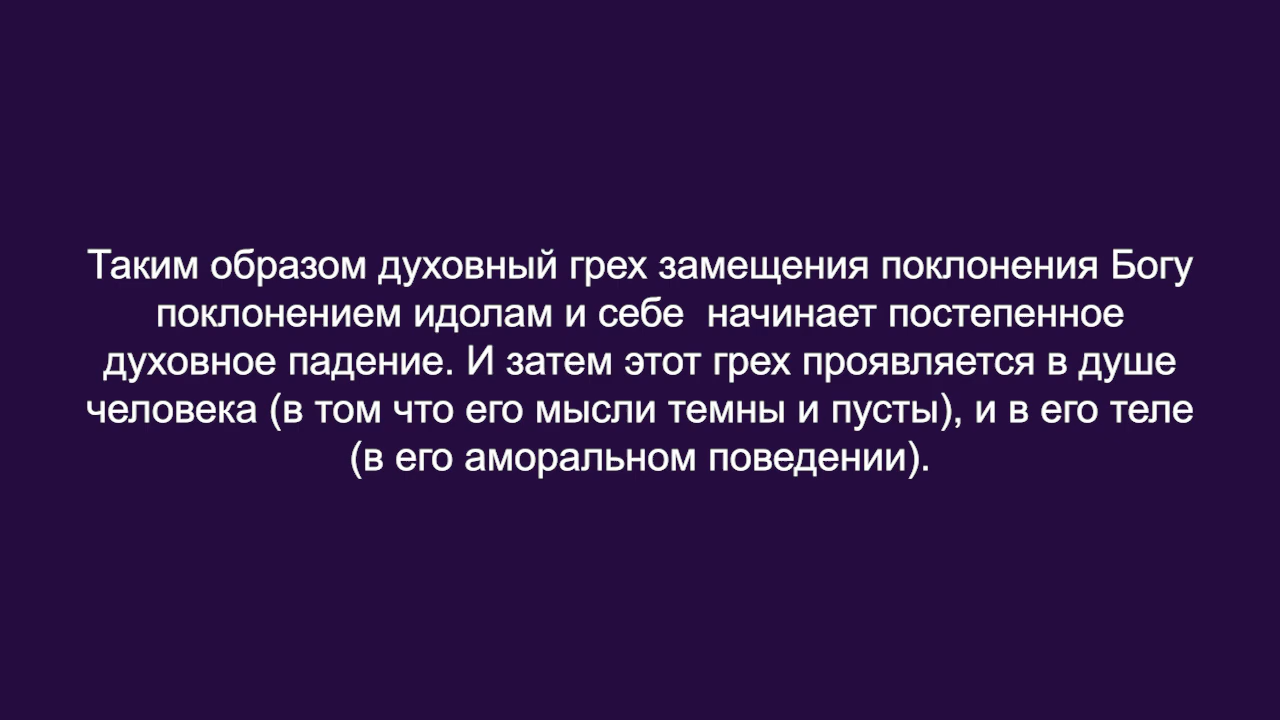 Таким образом духовный грех замещения поклонения Богу
поклонением идолам и себе  начинает постепенное
духовное падение. И затем этот грех проявляется в душе
человека (в том что его мысли темны и пусты), и в его теле
(в его аморальном поведении).